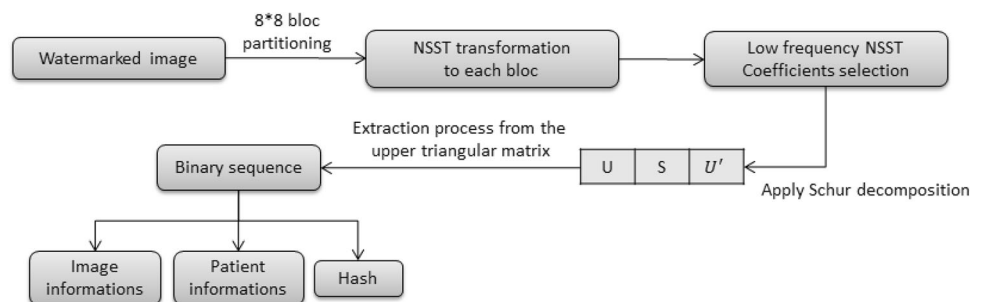 8*8 bloc
partitioning
Watermarked image
NSST transformation
to each bloc
Low frequency NSST
Coefficients selection
Extraction process from the
upper triangular matrix
Binary sequence
U S U′
Apply Schur decomposition
Image
informations
Patient
informations
Hash